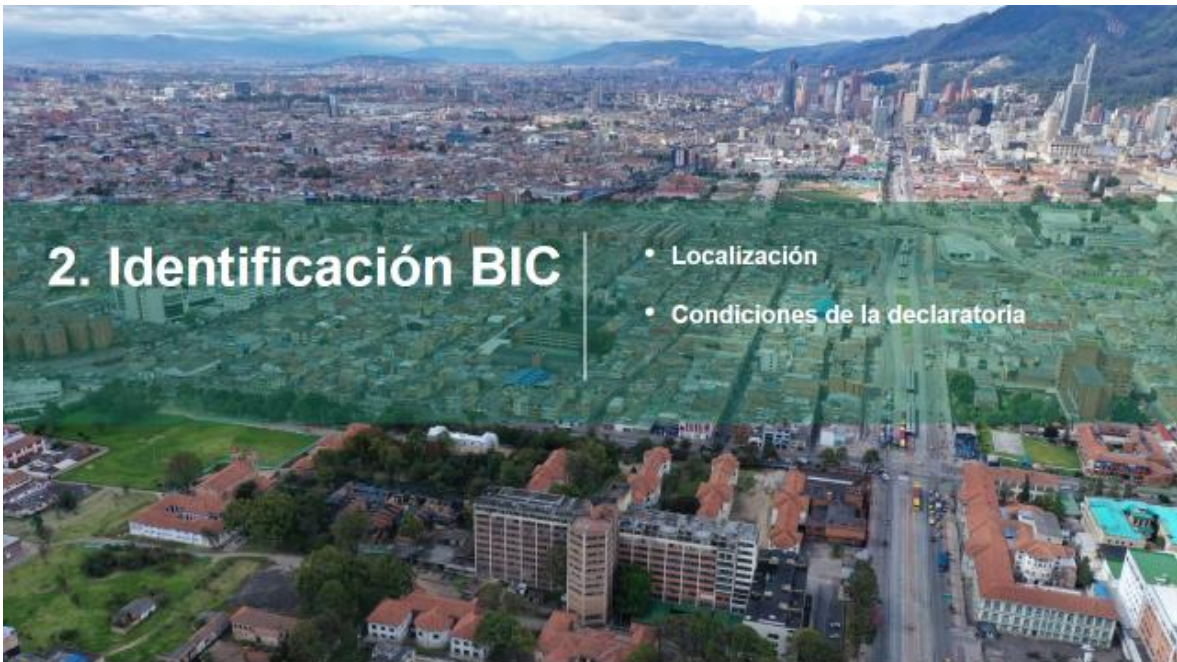 2. Identificación BIC
• Localización
• Condiciones de la declaratoria